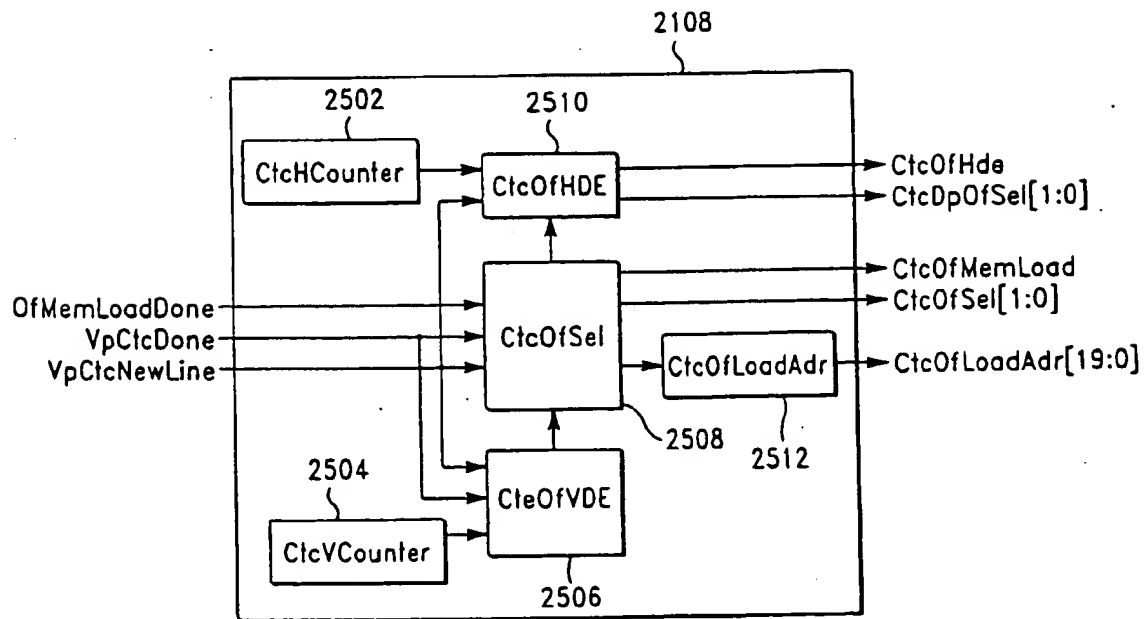 2108
2502
2510
CtcHCounter
CtcOfHDE
CtcOfHde
CtcDpOfSel[1:0]
CtcOfMemLoad
CtcOfSel[1:0]
OfMemLoadDone
VpCtcDone
VpCtcNewLine
CtcOfSel
CtcOfLoadAdr
CtcOfLoadAdr[19:0]
2508
2512
2504
CteOfVDE
CtcVCounter
2506